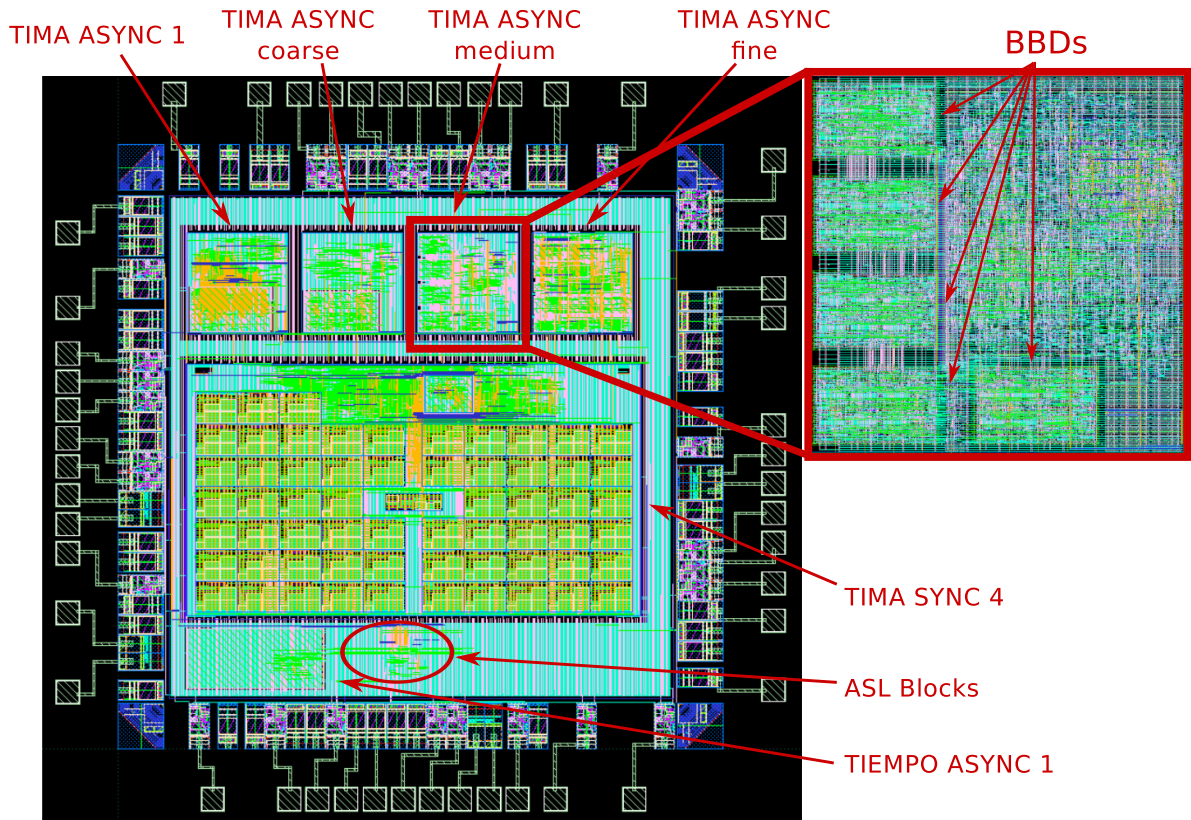 TIMA ASYNC 1
TIMA ASYNC
coarse
TIMA ASYNC
medium
TIMA ASYNC
fine
BBDs
TIMA SYNC 4
ASL Blocks
TIEMPO ASYNC 1